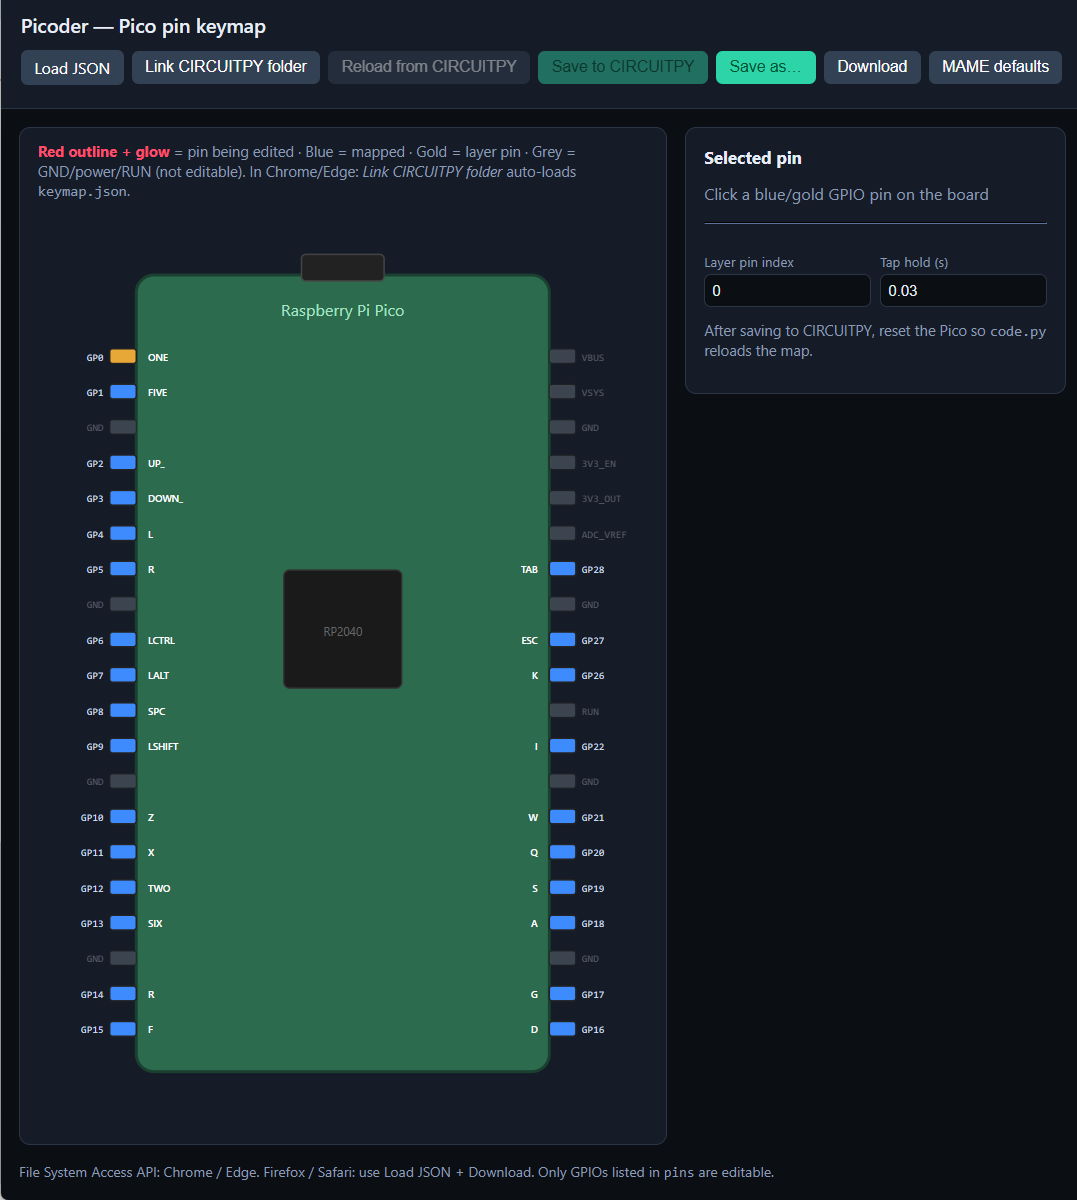 Picoder — Pico pin keymap
Load JSON
Link CIRCUITPY folder
Reload from CIRCUITPY
Save to CIRCUITPY
Save as…
Download
MAME defaults
Red outline + glow = pin being edited · Blue = mapped · Gold = layer pin · Grey =
GND/power/RUN (not editable). In Chrome/Edge: Link CIRCUITPY folder auto-loads
keymap.json.
Raspberry Pi Pico
GP0 ONE VBUS
GP1 FIVE VSYS
GND GND
GP2 UP_ 3V3_EN
GP3 DOWN_ 3V3_OUT
GP4 L ADC_VREF
GP5 R TAB GP28
GND GND
RP2040
GP6 LCTRL ESC GP27
GP7 LALT K GP26
GP8 SPC RUN
GP9 LSHIFT I GP22
GND GND
GP10 Z W GP21
GP11 X Q GP20
GP12 TWO S GP19
GP13 SIX A GP18
GND GND
GP14 R G GP17
GP15 F D GP16
Selected pin
Click a blue/gold GPIO pin on the board
Layer pin index
0
Tap hold (s)
0.03
After saving to CIRCUITPY, reset the Pico so code.py
reloads the map.
File System Access API: Chrome / Edge. Firefox / Safari: use Load JSON + Download. Only GPIOs listed in pins are editable.